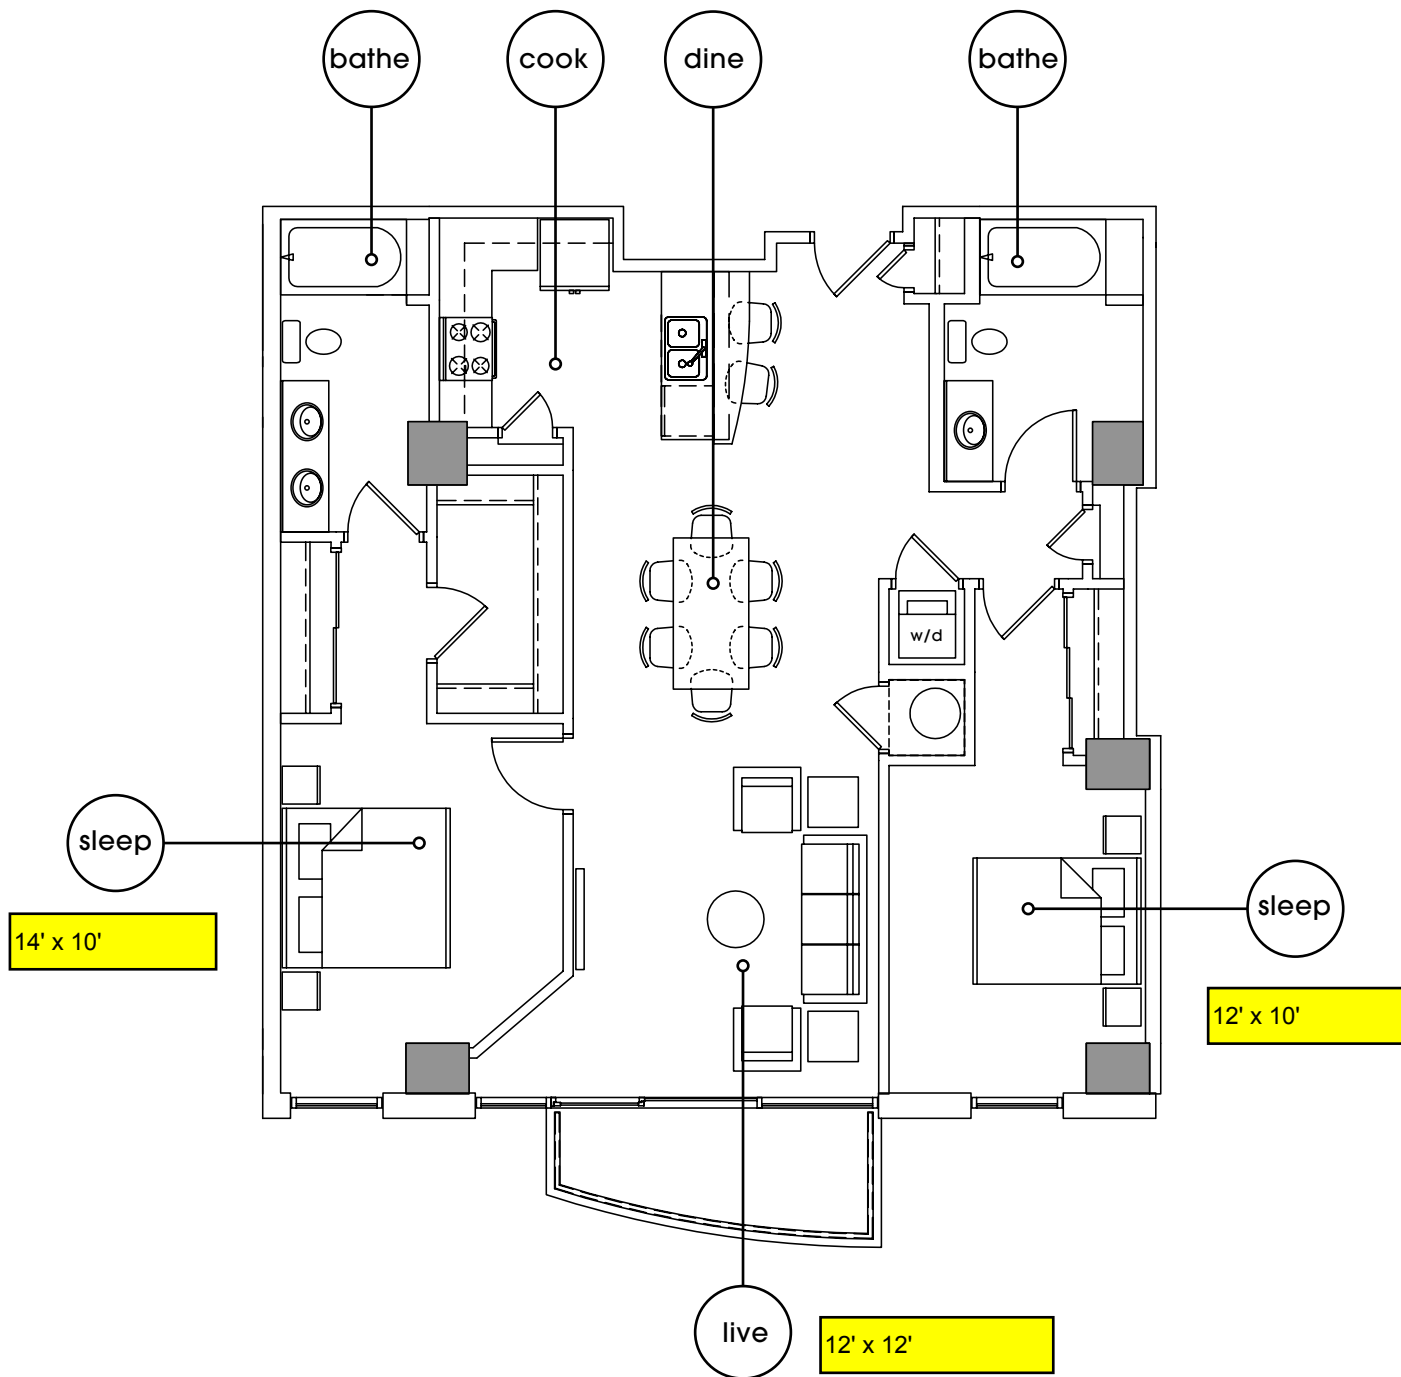 bathe
cook
dine
bathe
w/d
sleep
14' x 10'
sleep
12' x 10'
live
12' x 12'